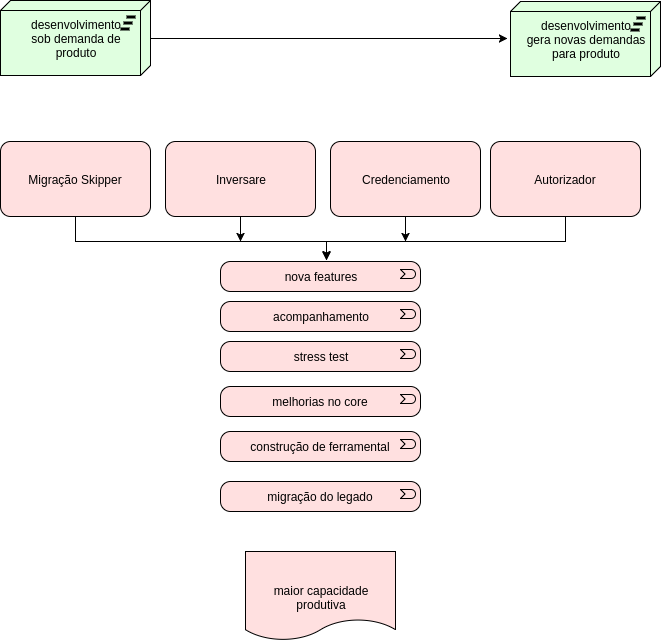 desenvolvimento
sob demanda de
produto
desenvolvimento
gera novas demandas
para produto
Migração Skipper
Inversare
Credenciamento
Autorizador
nova features
acompanhamento
stress test
melhorias no core
construção de ferramental
migração do legado
maior capacidade
produtiva